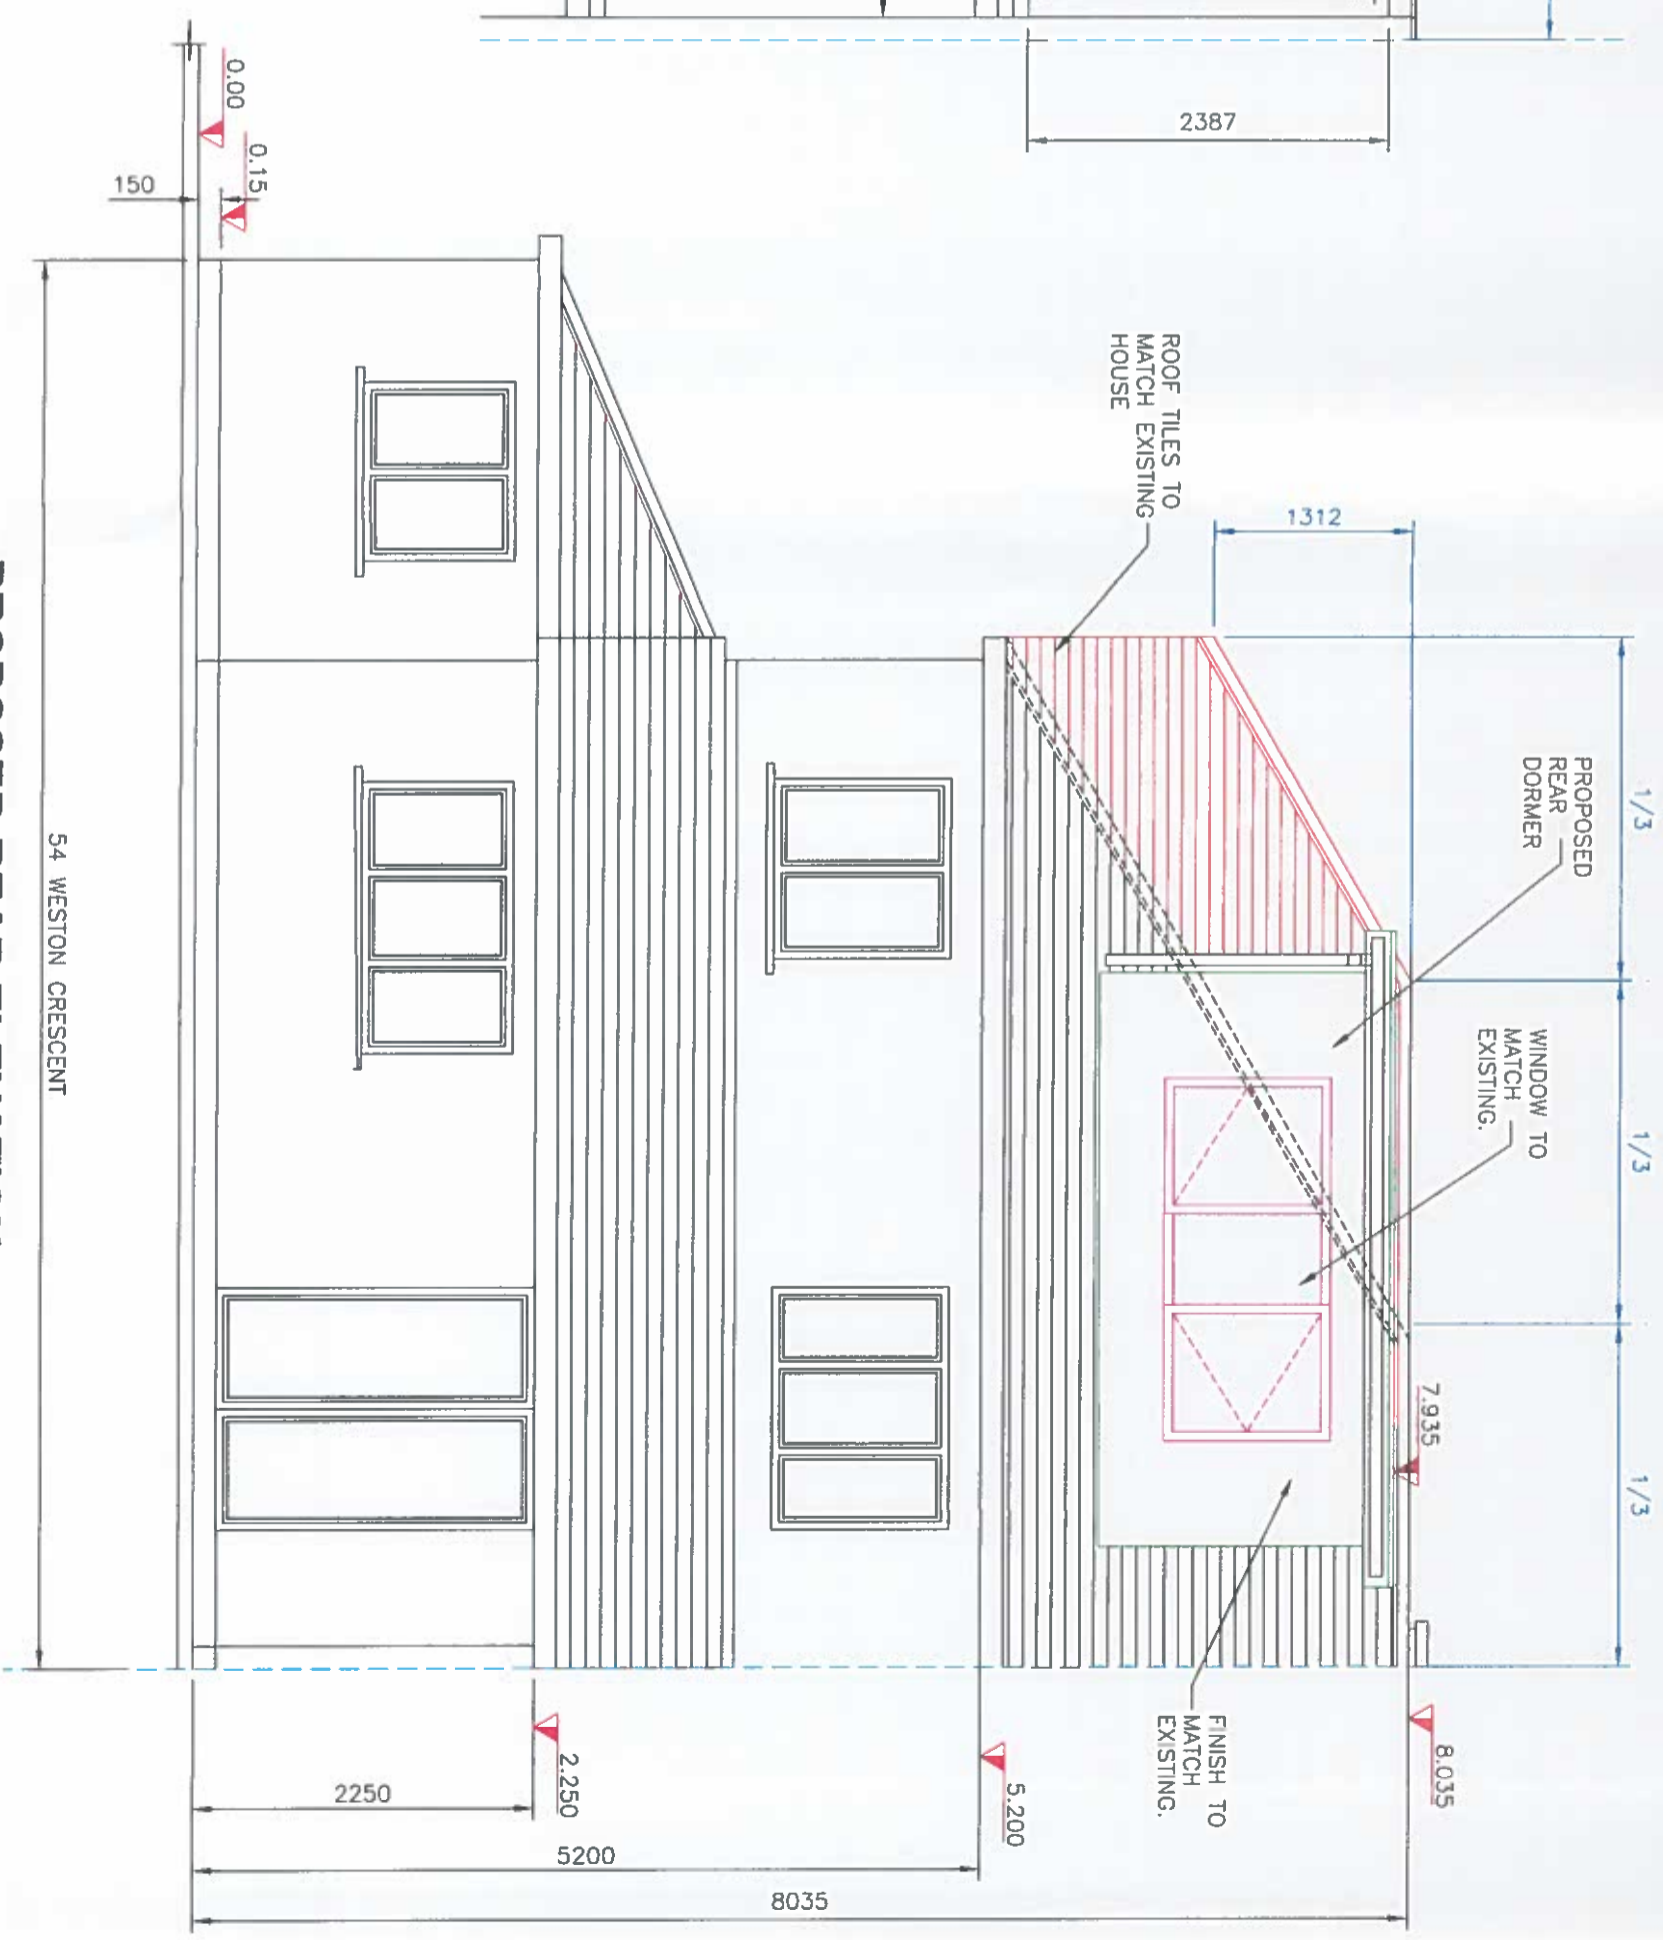 1/3
1/3
1/3
PROPOSED
REAR
DORMER
WINDOW TO
MATCH
EXISTING.
7.935
8.035
2387
1312
ROOF TILES TO
MATCH EXISTING
HOUSE
FINISH TO
MATCH
EXISTING.
5.200
2.250
2250
5200
8035
0.00
0.15
150
54 WESTON CRESCENT